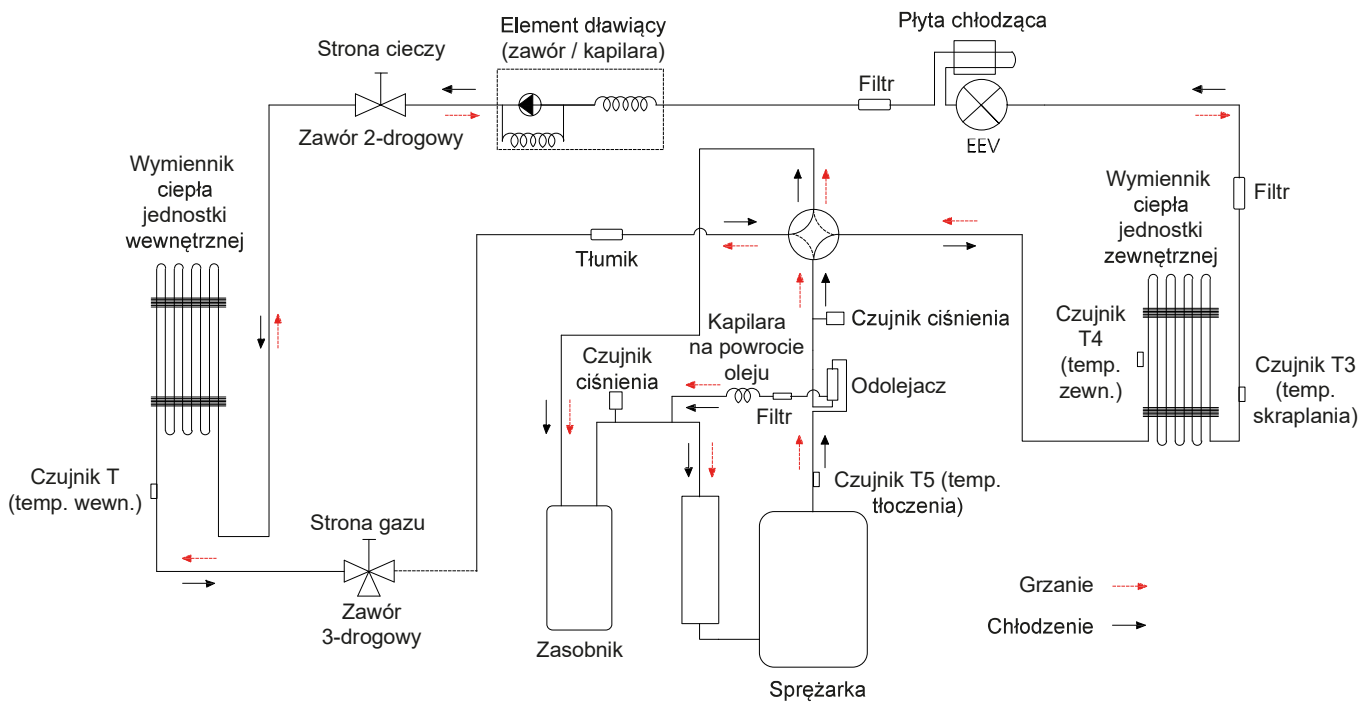 Płyta chłodząca
Element dławiący
(zawór / kapilara)
Strona cieczy
Filtr
Zawór 2-drogowy
EEV
Wymiennik
ciepła
jednostki
wewnętrznej
Wymiennik
ciepła
jednostki
zewnętrznej
Filtr
Tłumik
Czujnik ciśnienia
Kapilara
na powrocie
oleju
Czujnik
T4
(temp.
zewn.)
Czujnik
ciśnienia
Odolejacz
Czujnik T3
(temp.
skraplania)
Filtr
Czujnik T
(temp. wewn.)
Czujnik T5 (temp.
tłoczenia)
Strona gazu
Grzanie
Zawór
3-drogowy
Chłodzenie
Zasobnik
Sprężarka